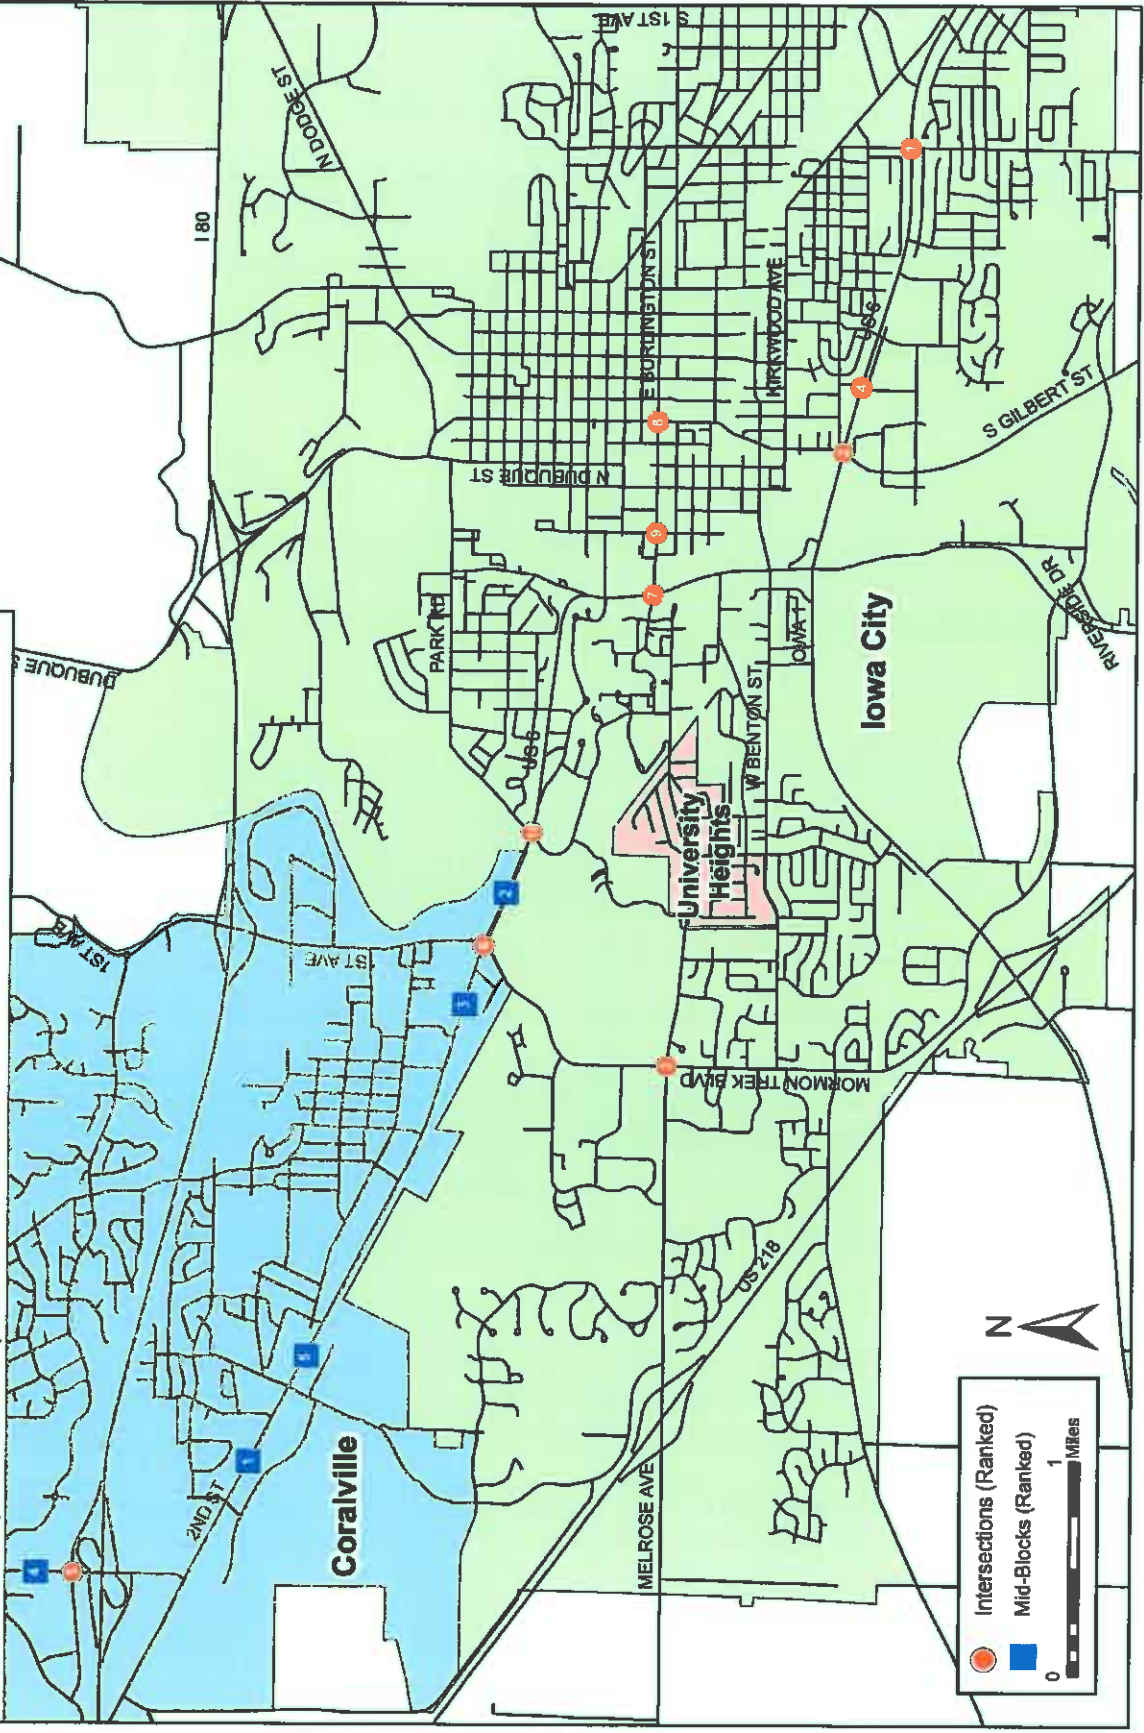 Coralville
University
Heights
Iowa City
I 80
N DODGE ST
S 1ST AVE
E BURLINGTON ST
KIRKWOOD AVE
US 6
S GILBERT ST
N DUBUQUE ST
PARK RD
US 6
W BENTON ST
IOWA 1
RIVERSIDE DR
DUBUQUE S
1ST AVE
1ST AVE
MORMON TREK BLVD
US 218
MELROSE AVE
2ND ST
1
4
8
9
7
2
3
5
1
4
N
Intersections (Ranked)
Mid-Blocks (Ranked)
0
1
Miles